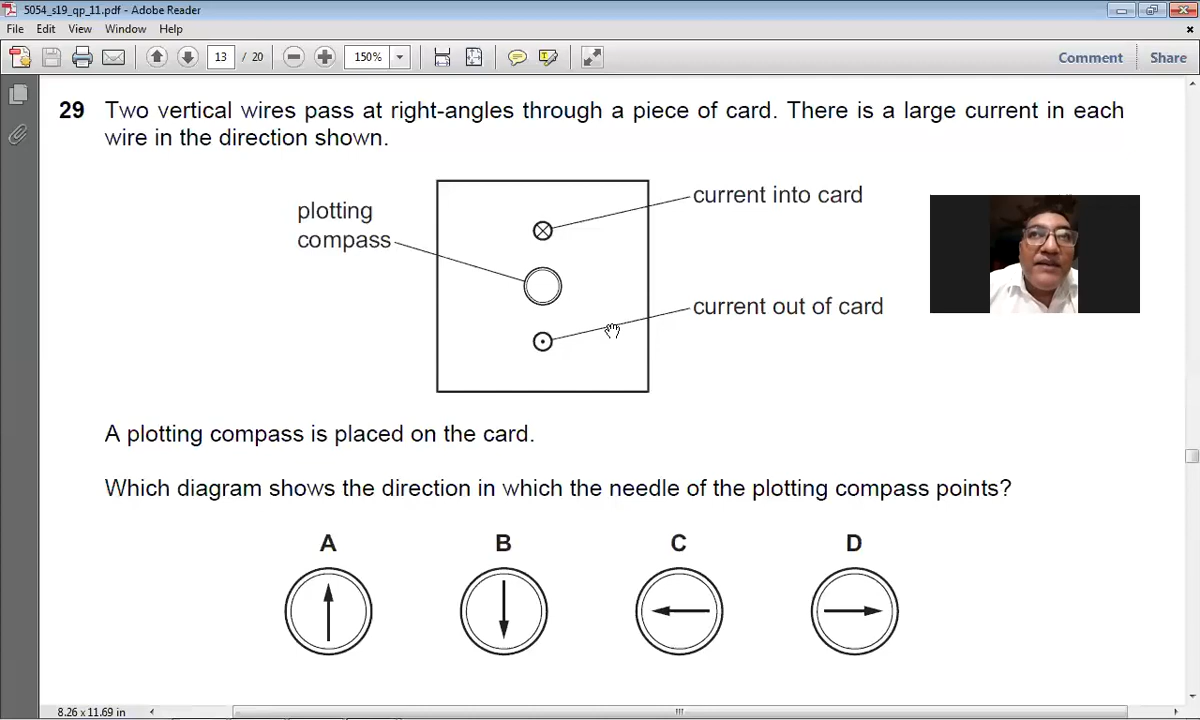 5054_s19_qp_11.pdf - Adobe Reader
File Edit View Window Help
13 / 20 150% Comment Share
29 Two vertical wires pass at right-angles through a piece of card. There is a large current in each
wire in the direction shown.
current into card
plotting
compass
current out of card
A plotting compass is placed on the card.
Which diagram shows the direction in which the needle of the plotting compass points?
A B C D
8.26 x 11.69 in